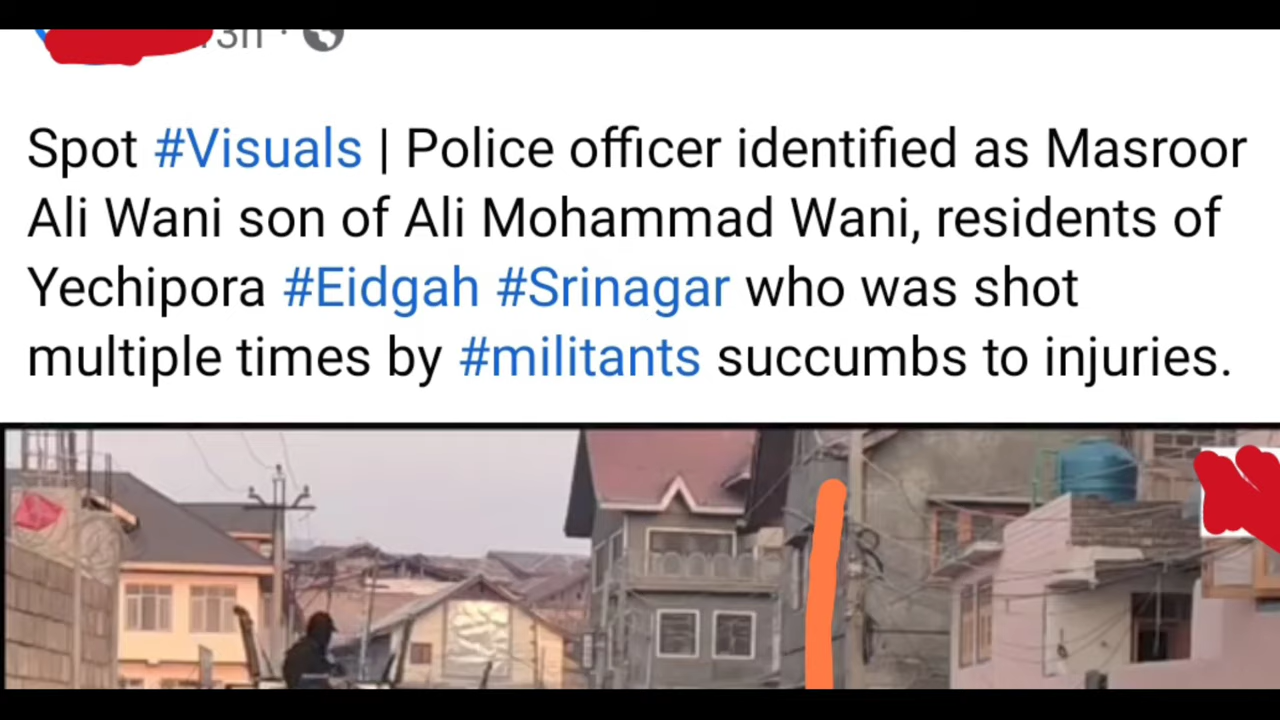 Spot #Visuals | Police officer identified as Masroor
Ali Wani son of Ali Mohammad Wani, residents of
Yechipora #Eidgah #Srinagar who was shot
multiple times by #militants succumbs to injuries.